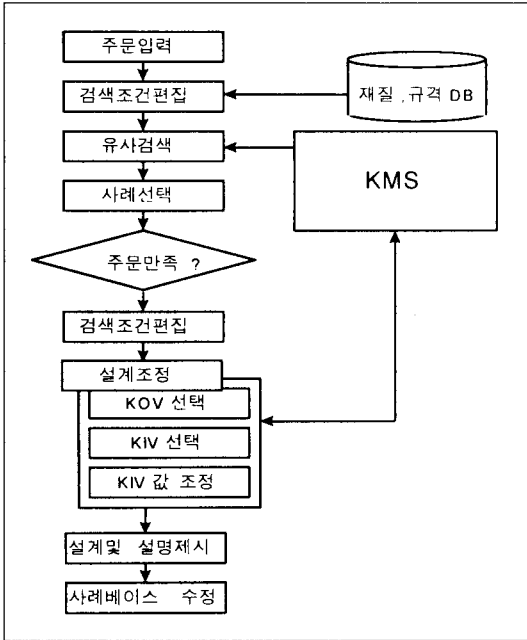 주문입력
검색조건편집
재질 ,규격 DB
유사검색
KMS
사례선택
주문만족 ?
검색조건편집
설계조정
KOV 선택
KIV 선택
KIV 값 조정
설계및 설명제시
사례베이스 수정